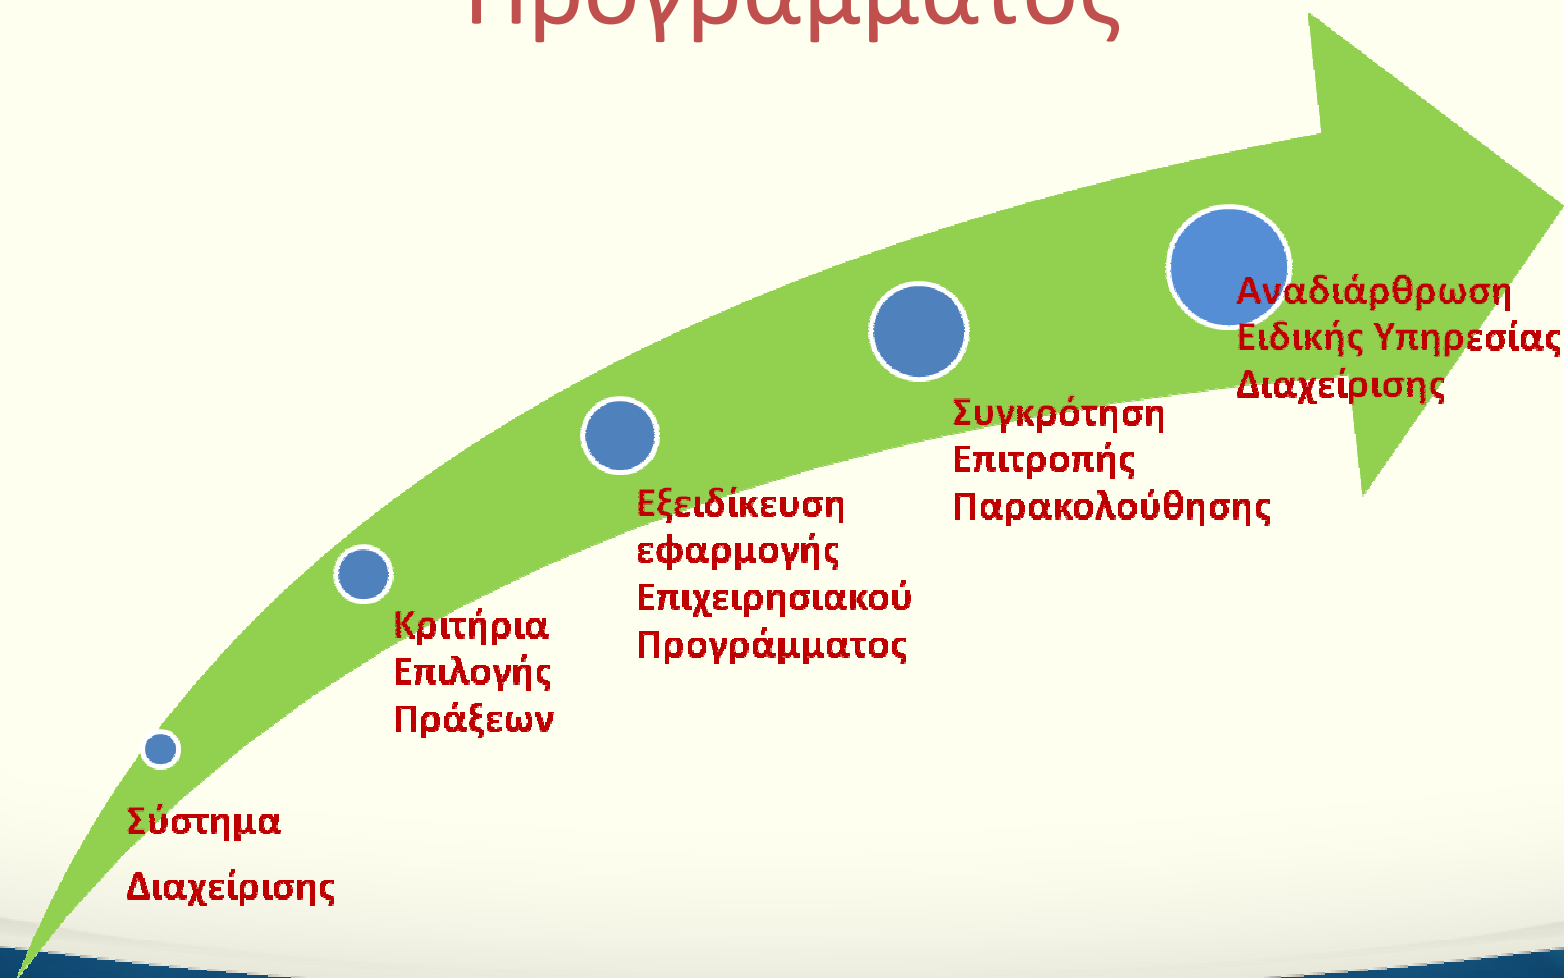 Προγράμματος
Σύστημα
Διαχείρισης
Κριτήρια
Επιλογής
Πράξεων
Εξειδίκευση
εφαρμογής
Επιχειρησιακού
Προγράμματος
Συγκρότηση
Επιτροπής
Παρακολούθησης
Αναδιάρθρωση
Ειδικής Υπηρεσίας
Διαχείρισης